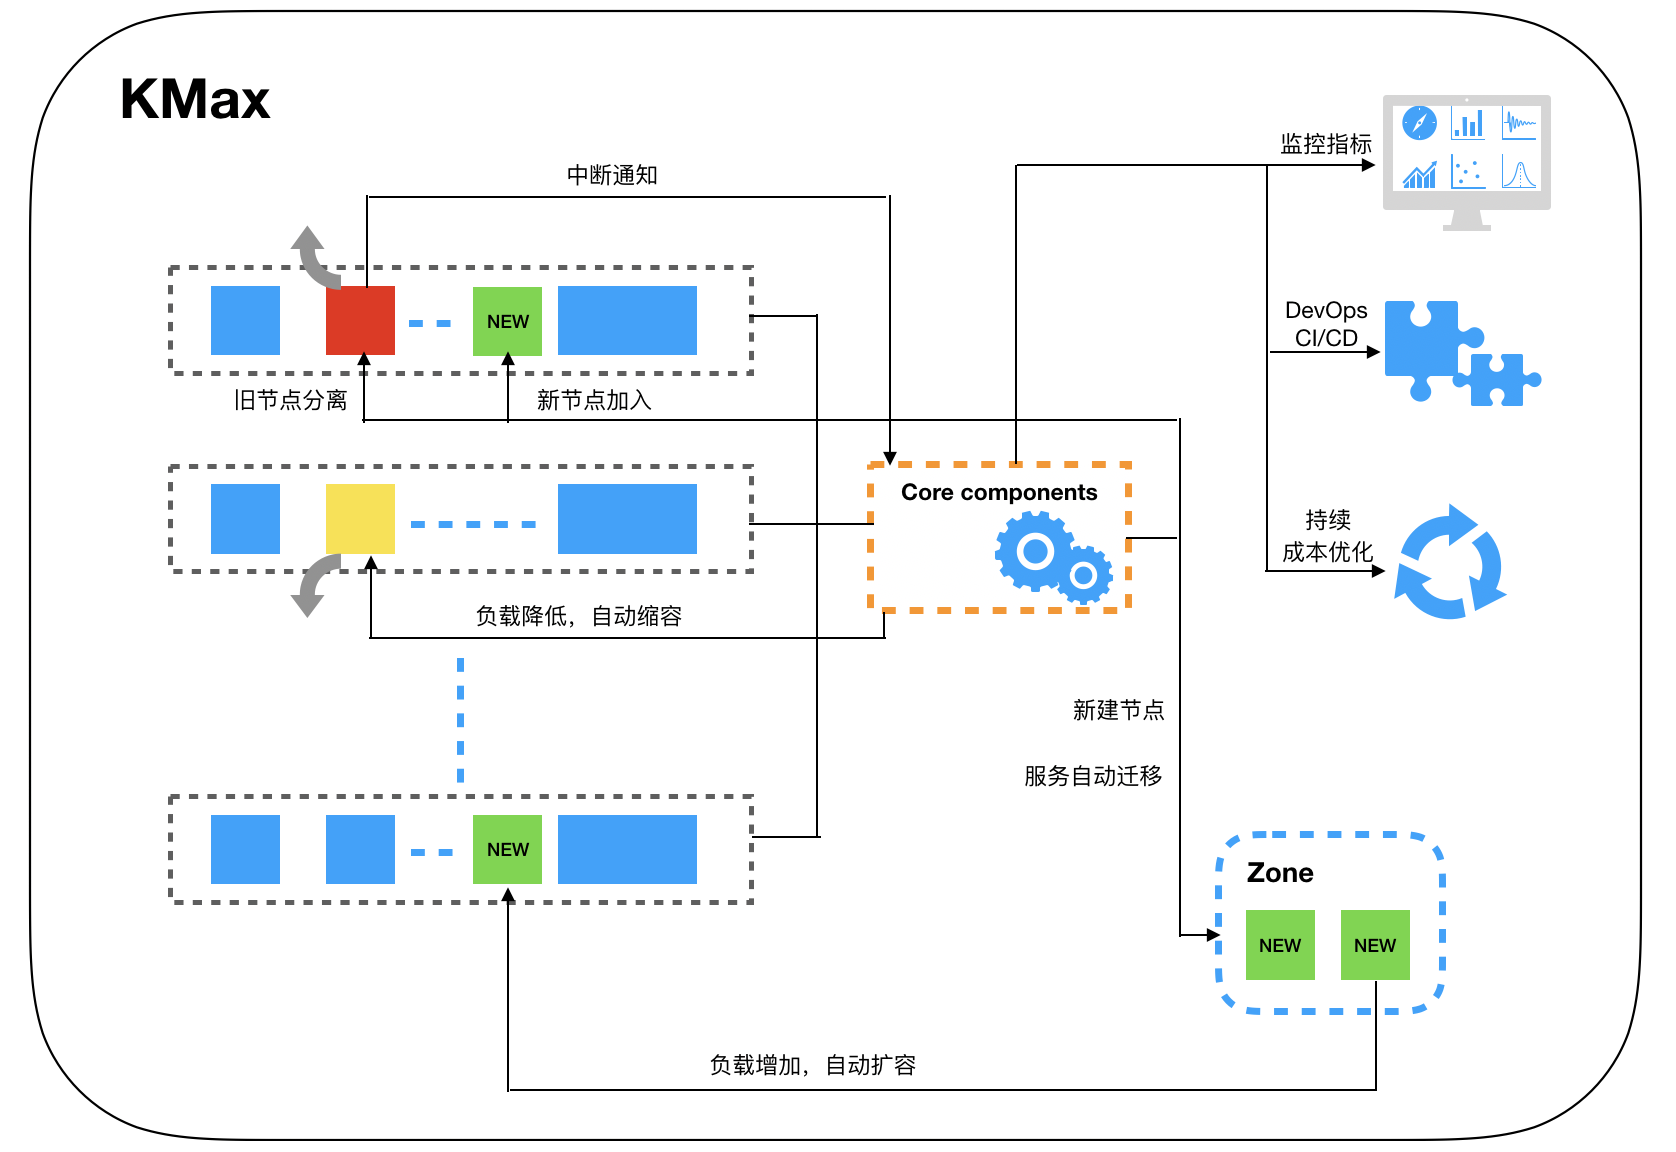 KMax
监控指标
中断通知
DevOps
CI/CD
NEW
旧节点分离
新节点加入
Core components
持续
成本优化
负载降低，自动缩容
新建节点
服务自动迁移
NEW
Zone
NEW
NEW
负载增加，自动扩容